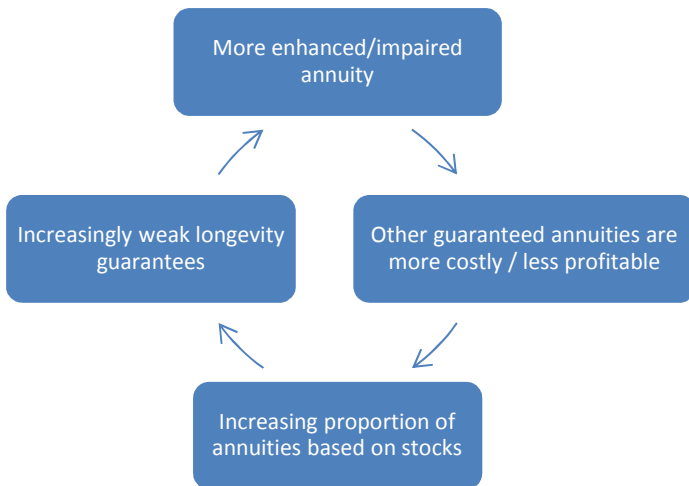 More enhanced/impaired
annuity
Increasingly weak longevity
guarantees
Other guaranteed annuities are
more costly / less profitable
Increasing proportion of
annuities based on stocks